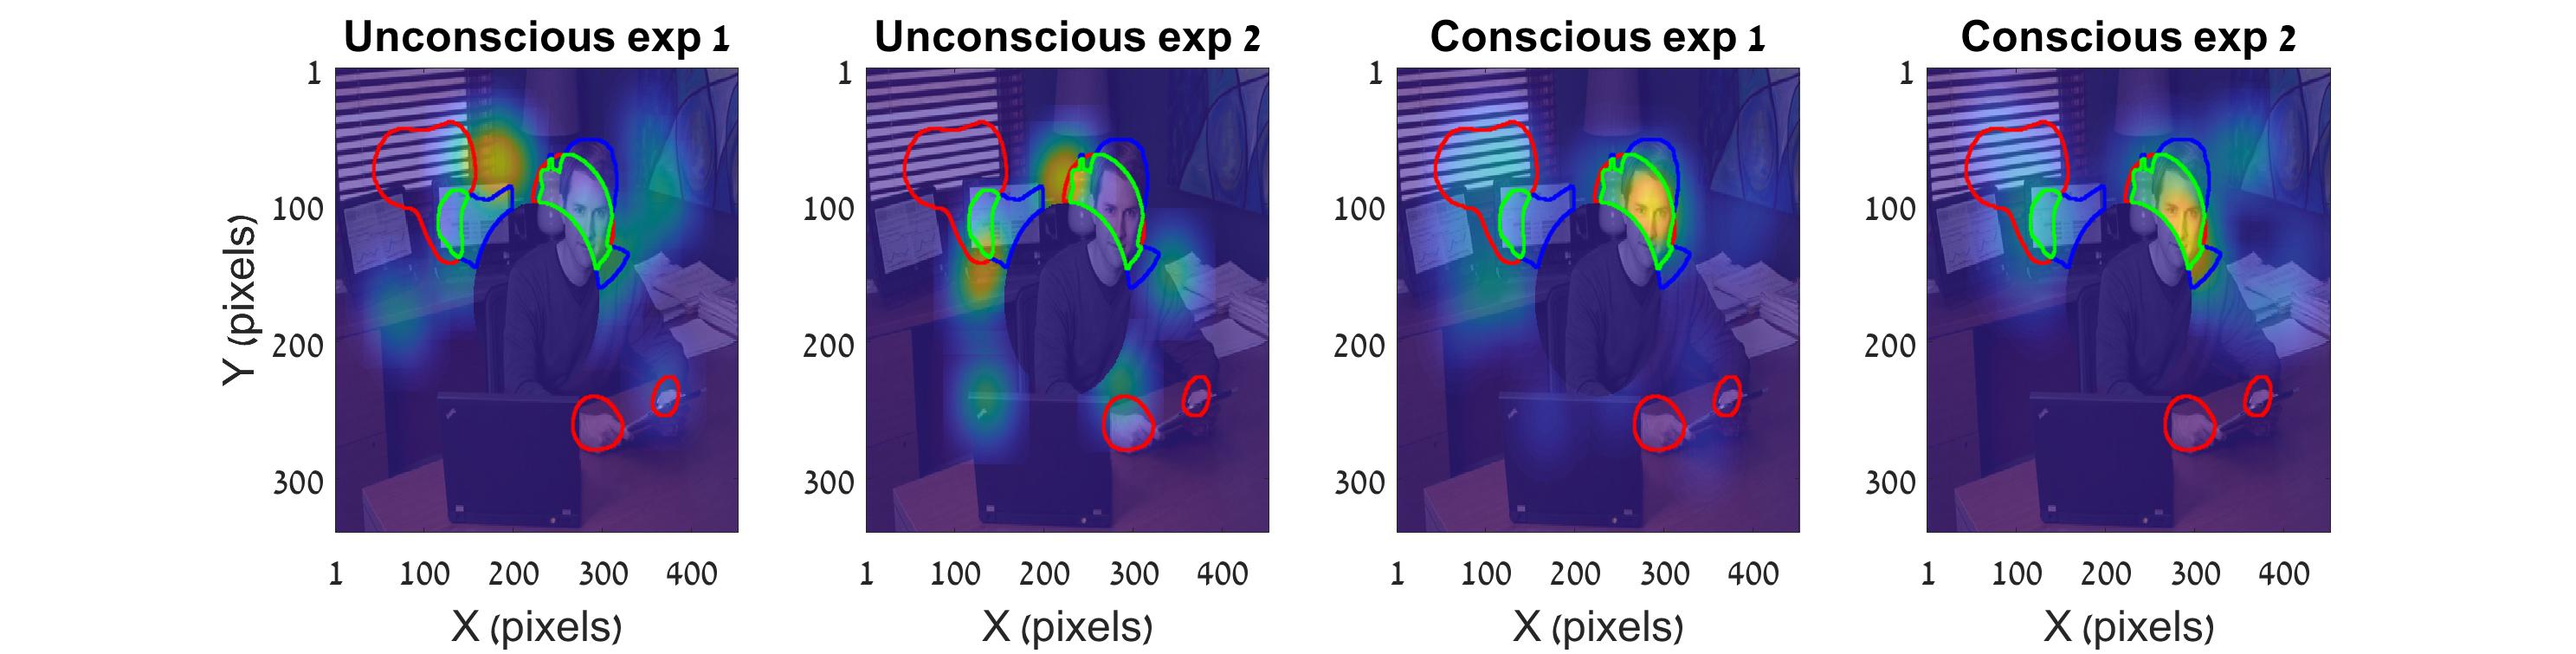 Unconscious exp 1 Unconscious exp 2 Conscious exp 1 Conscious exp 2
1 1 1 1
100 100 100 100
200 200 200 200
300 300 300 300
Y (pixels)
1 100 200 300 400 1 100 200 300 400 1 100 200 300 400 1 100 200 300 400
X (pixels) X (pixels) X (pixels) X (pixels)